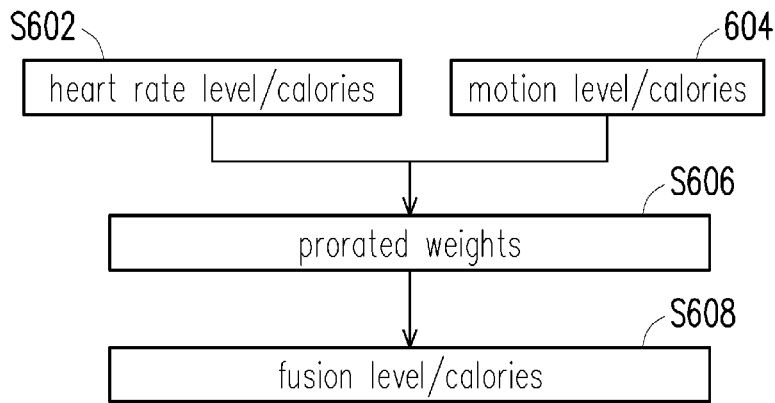 S602
604
heart rate level/calories
motion level/calories
S606
prorated weights
S608
fusion level/calories